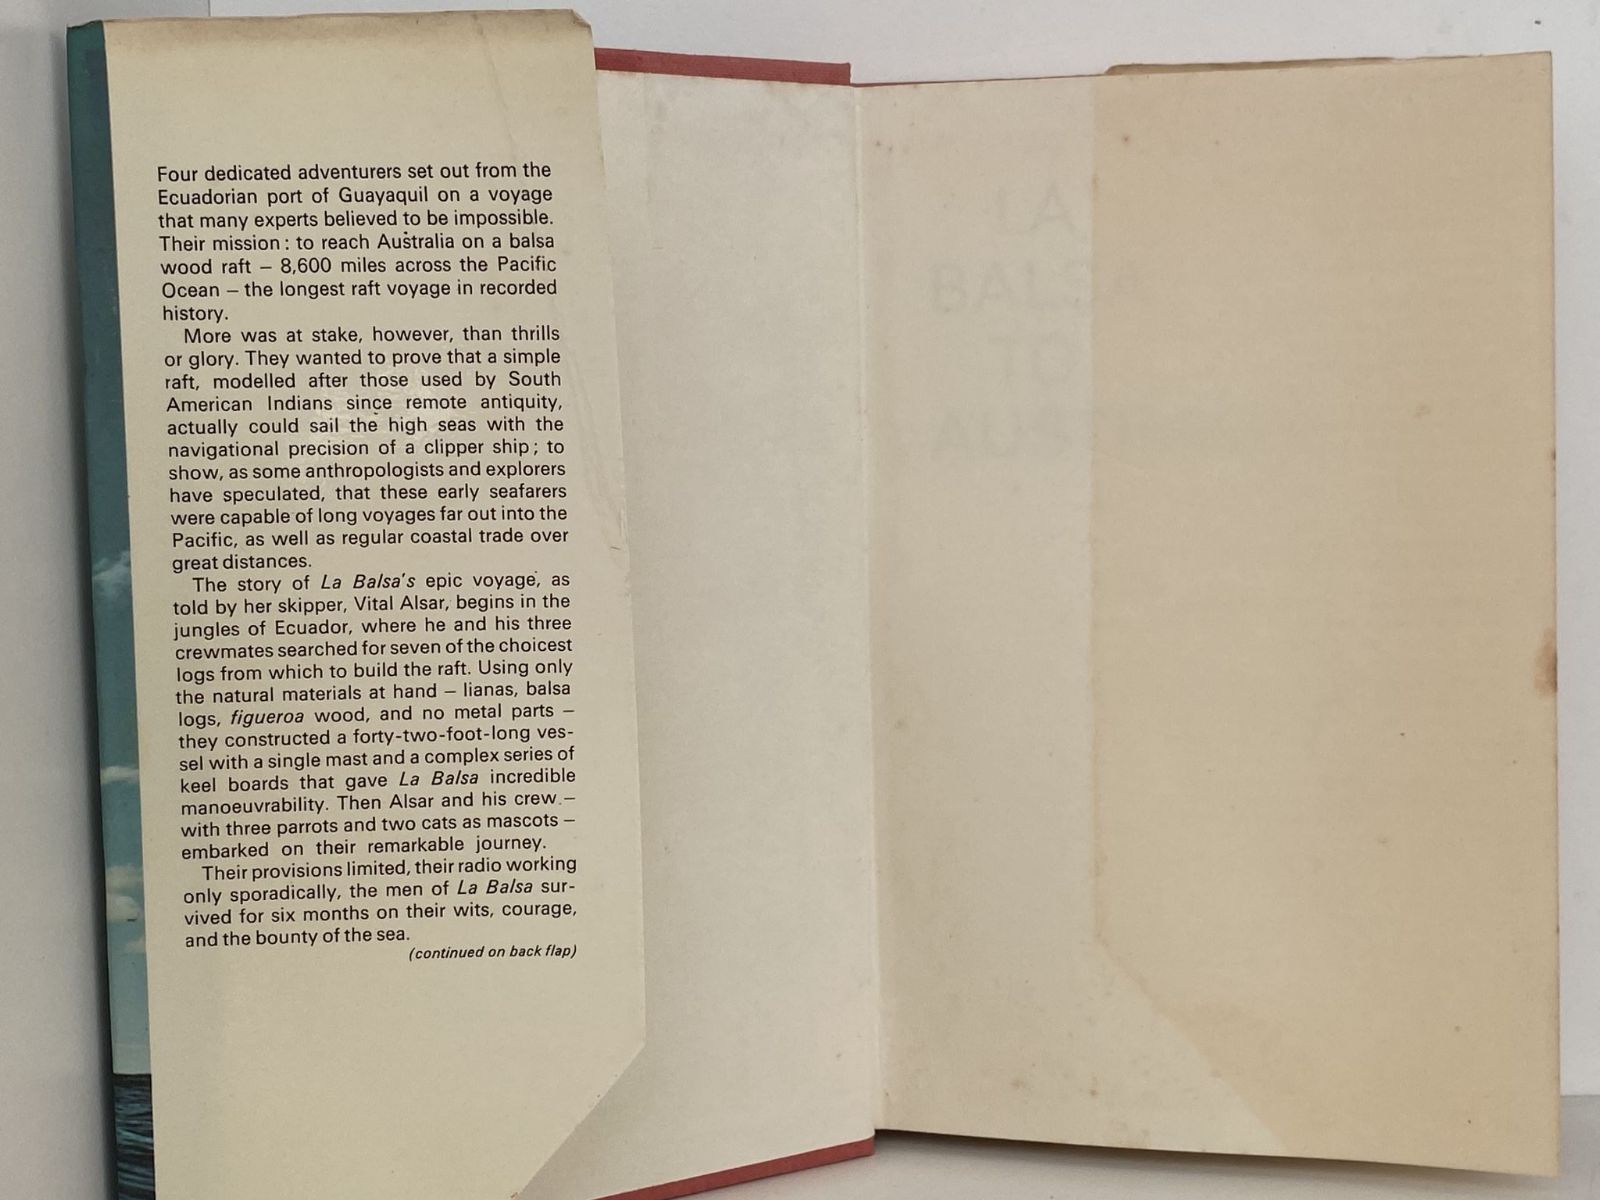 Four dedicated adventurers set out from the
Ecuadorian port of Guayaquil on a voyage
that many experts believed to be impossible.
Their mission : to reach Australia on a balsa
wood raft – 8,600 miles across the Pacific
Ocean – the longest raft voyage in recorded
history.
More was at stake, however, than thrills
or glory. They wanted to prove that a simple
raft, modelled after those used by South
American Indians since remote antiquity,
actually could sail the high seas with the
navigational precision of a clipper ship ; to
show, as some anthropologists and explorers
have speculated, that these early seafarers
were capable of long voyages far out into the
Pacific, as well as regular coastal trade over
great distances.
The story of La Balsa's epic voyage, as
told by her skipper, Vital Alsar, begins in the
jungles of Ecuador, where he and his three
crewmates searched for seven of the choicest
logs from which to build the raft. Using only
the natural materials at hand – lianas, balsa
logs, figueroa wood, and no metal parts –
they constructed a forty-two-foot-long ves-
sel with a single mast and a complex series of
keel boards that gave La Balsa incredible
manoeuvrability. Then Alsar and his crew –
with three parrots and two cats as mascots –
embarked on their remarkable journey.
Their provisions limited, their radio working
only sporadically, the men of La Balsa sur-
vived for six months on their wits, courage,
and the bounty of the sea.
(continued on back flap)
LA